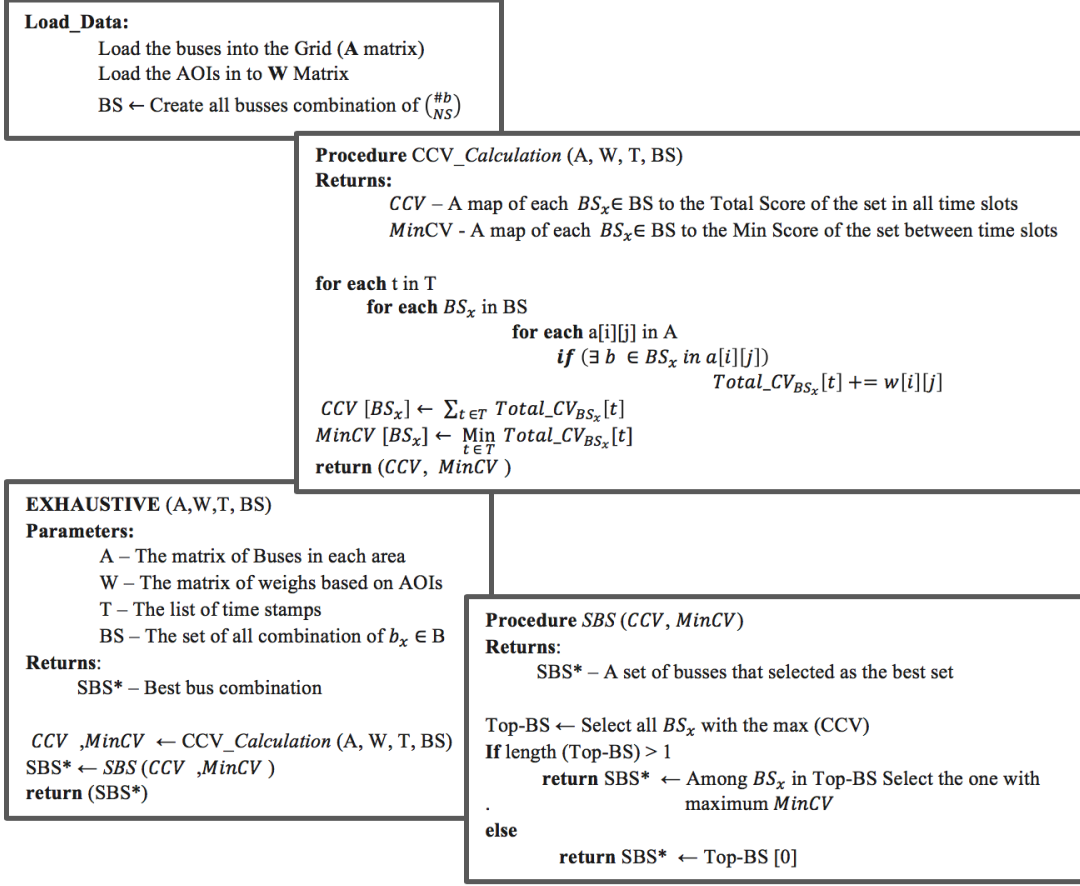 Load_Data:
Load the buses into the Grid (A matrix)
Load the AOIs in to W Matrix
BS ← Create all busses combination of (#b NS)
Procedure CCV_Calculation (A, W, T, BS)
Returns:
CCV – A map of each BSₓ∈ BS to the Total Score of the set in all time slots
MinCV - A map of each BSₓ∈ BS to the Min Score of the set between time slots
for each t in T
for each BSₓ in BS
for each a[i][j] in A
if (∃ b ∈ BSₓ in a[i][j])
Total_CV_BSₓ[t] += w[i][j]
CCV [BSₓ] ← ∑_{t ∈T} Total_CV_BSₓ[t]
MinCV [BSₓ] ← Min_{t ∈ T} Total_CV_BSₓ[t]
return (CCV, MinCV )
EXHAUSTIVE (A,W,T, BS)
Parameters:
A – The matrix of Buses in each area
W – The matrix of weighs based on AOIs
T – The list of time stamps
BS – The set of all combination of bₓ ∈ B
Returns:
SBS* – Best bus combination
CCV ,MinCV ← CCV_Calculation (A, W, T, BS)
SBS* ← SBS (CCV ,MinCV )
return (SBS*)
Procedure SBS (CCV, MinCV)
Returns:
SBS* – A set of busses that selected as the best set
Top-BS ← Select all BSₓ with the max (CCV)
If length (Top-BS) > 1
return SBS* ← Among BSₓ in Top-BS Select the one with
. maximum MinCV
else
return SBS* ← Top-BS [0]